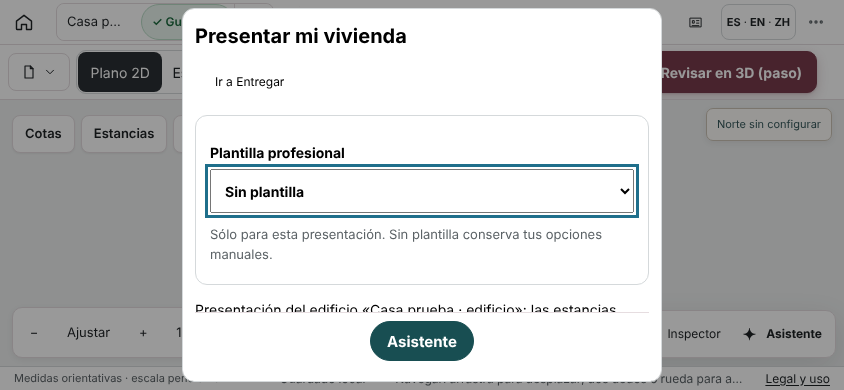 Casa p...
✓ Gu
ES · EN · ZH
Presentar mi vivienda
Plano 2D
E
Ir a Entregar
Revisar en 3D (paso)
Cotas
Estancias
Norte sin configurar
Plantilla profesional
Sin plantilla
Sólo para esta presentación. Sin plantilla conserva tus opciones
manuales.
Presentación del edificio «Casa prueba · edificio»: las estancias
− Ajustar + 1
Inspector
Asistente
Asistente
Medidas orientativas · escala pen
Legal y uso